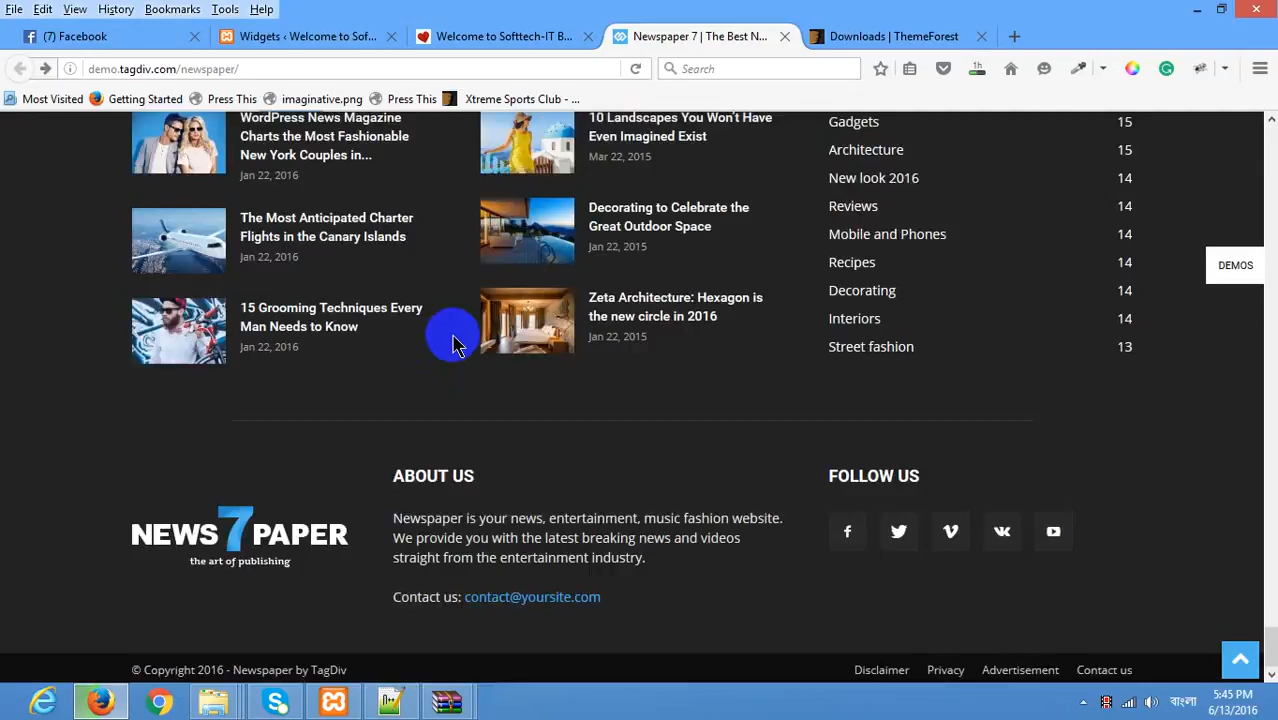 File Edit View History Bookmarks Tools Help
(7) Facebook
Widgets ‹ Welcome to Sof...
Welcome to Softtech-IT B...
Newspaper 7 | The Best N...
Downloads | ThemeForest
demo.tagdiv.com/newspaper/
Search
1h
Most Visited Getting Started Press This imaginative.png Press This Xtreme Sports Club - ...
WordPress News Magazine
Charts the Most Fashionable
New York Couples in...
Jan 22, 2016
The Most Anticipated Charter
Flights in the Canary Islands
Jan 22, 2016
15 Grooming Techniques Every
Man Needs to Know
Jan 22, 2016
10 Landscapes You Won't Have
Even Imagined Exist
Mar 22, 2015
Decorating to Celebrate the
Great Outdoor Space
Jan 22, 2015
Zeta Architecture: Hexagon is
the new circle in 2016
Jan 22, 2015
Gadgets 15
Architecture 15
New look 2016 14
Reviews 14
Mobile and Phones 14
Recipes 14
Decorating 14
Interiors 14
Street fashion 13
DEMOS
NEWS7PAPER
the art of publishing
ABOUT US
Newspaper is your news, entertainment, music fashion website.
We provide you with the latest breaking news and videos
straight from the entertainment industry.
Contact us: contact@yoursite.com
FOLLOW US
© Copyright 2016 - Newspaper by TagDiv
Disclaimer Privacy Advertisement Contact us
বাংলা
5:45 PM
6/13/2016